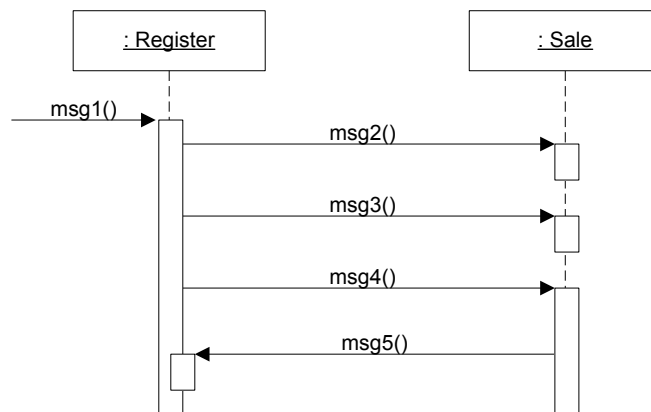 : Register
: Sale
msg1()
msg2()
msg3()
msg4()
msg5()